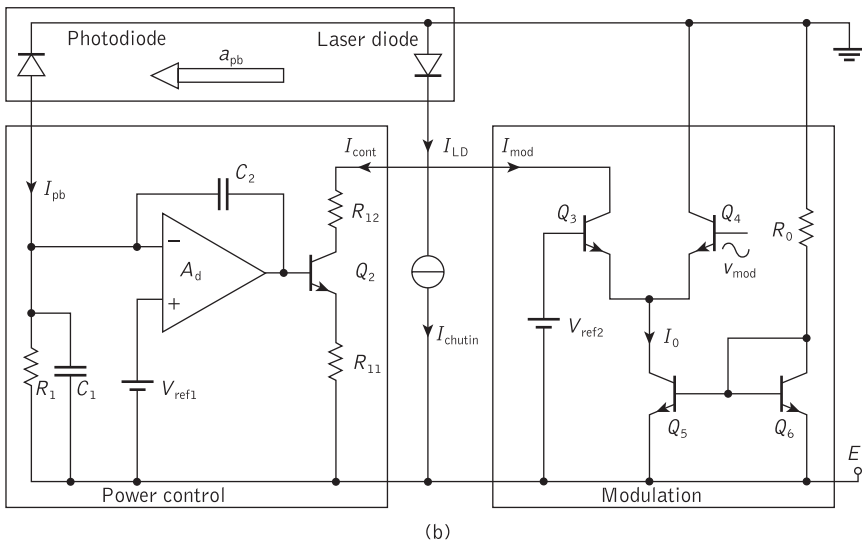 Photodiode
Laser diode
a_pb
I_cont
I_LD
I_mod
C_2
I_pb
R_12
Q_3
Q_4
R_0
−
A_d
Q_2
v_mod
+
V_ref2
I_chutin
I_0
R_1
C_1
V_ref1
R_11
Q_5
Q_6
E
Power control
Modulation
(b)